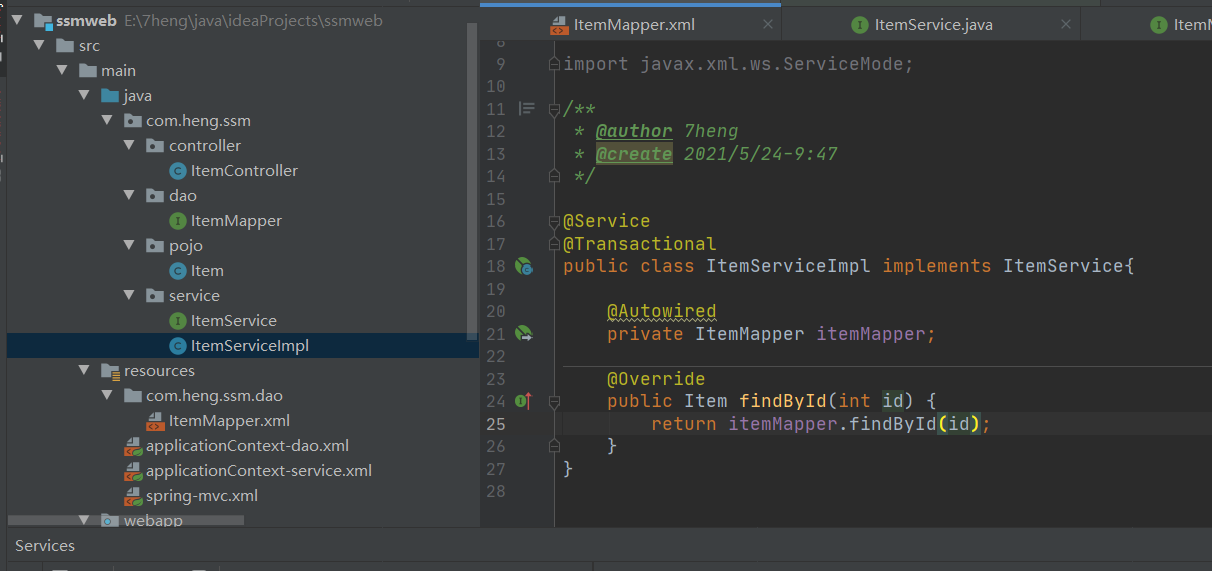 ssmweb E:\7heng\java\ideaProjects\ssmweb
src
main
java
com.heng.ssm
controller
ItemController
dao
ItemMapper
pojo
Item
service
ItemService
ItemServiceImpl
resources
com.heng.ssm.dao
ItemMapper.xml
applicationContext-dao.xml
applicationContext-service.xml
spring-mvc.xml
webapp
Services
ItemMapper.xml
ItemService.java
8
9 import javax.xml.ws.ServiceMode;
10
11 /**
12 * @author 7heng
13 * @create 2021/5/24-9:47
14 */
15
16 @Service
17 @Transactional
18 public class ItemServiceImpl implements ItemService{
19
20 @Autowired
21 private ItemMapper itemMapper;
22
23 @Override
24 public Item findById(int id) {
25 return itemMapper.findById(id);
26 }
27 }
28